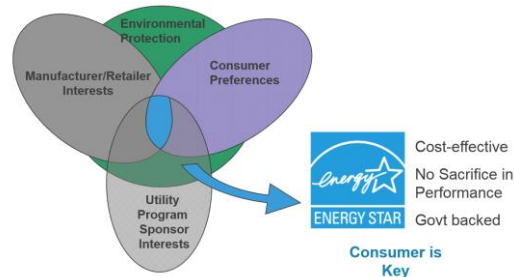 Environmental
Protection
Manufacturer/Retailer
Interests
Consumer
Preferences
Utility
Program
Sponsor
Interests
energy
ENERGY STAR
Cost-effective
No Sacrifice in
Performance
Govt backed
Consumer is
Key